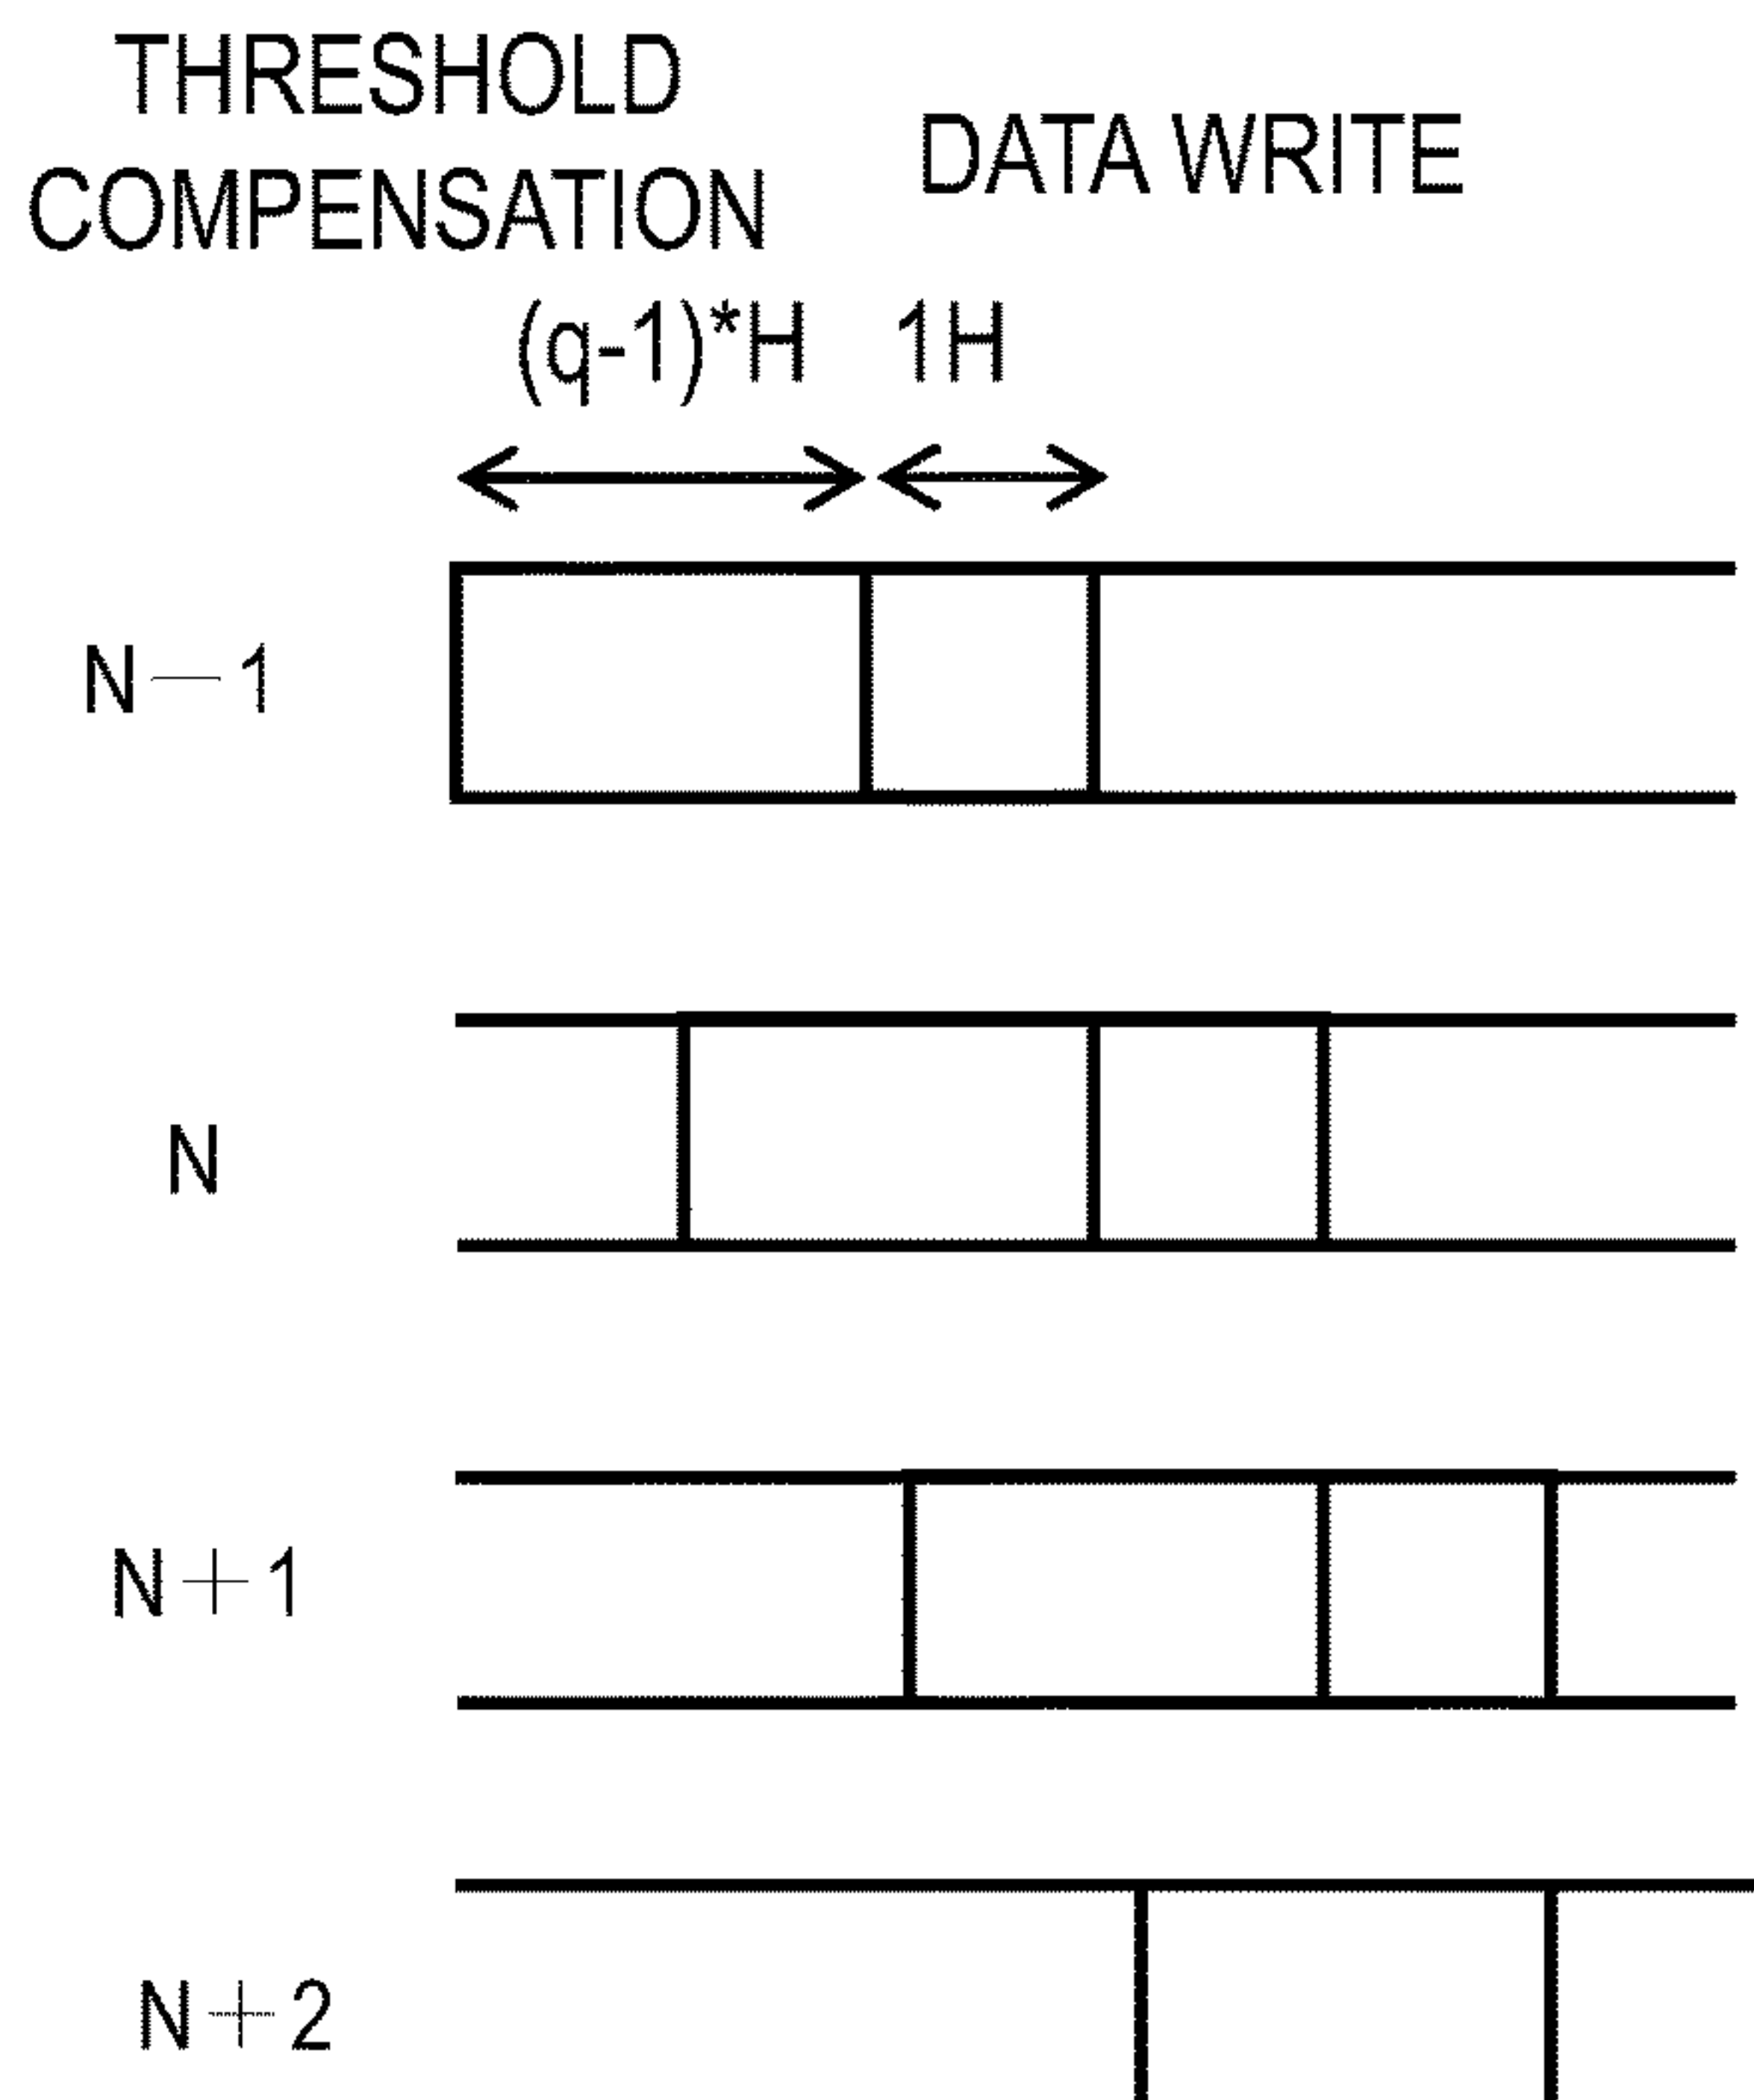 THRESHOLD
COMPENSATION
DATA WRITE
(q-1)*H 1H
N—1
N
N+1
N+2